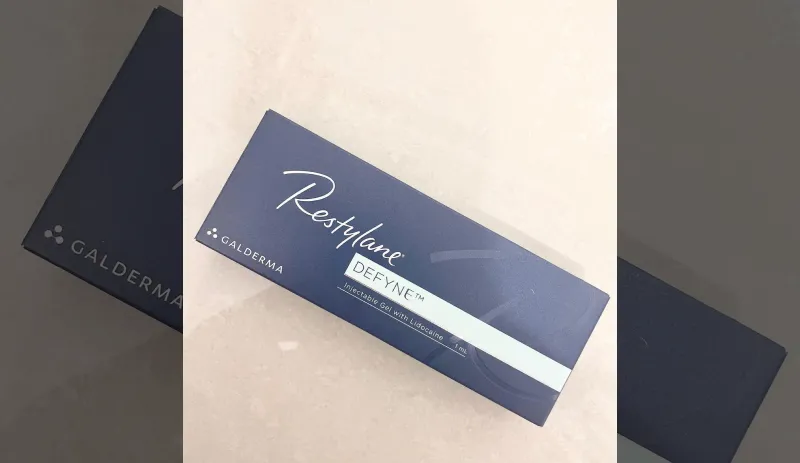 Restylane®
GALDERMA
DEFYNE™
Injectable Gel with Lidocaine 1 mL
GALDERMA